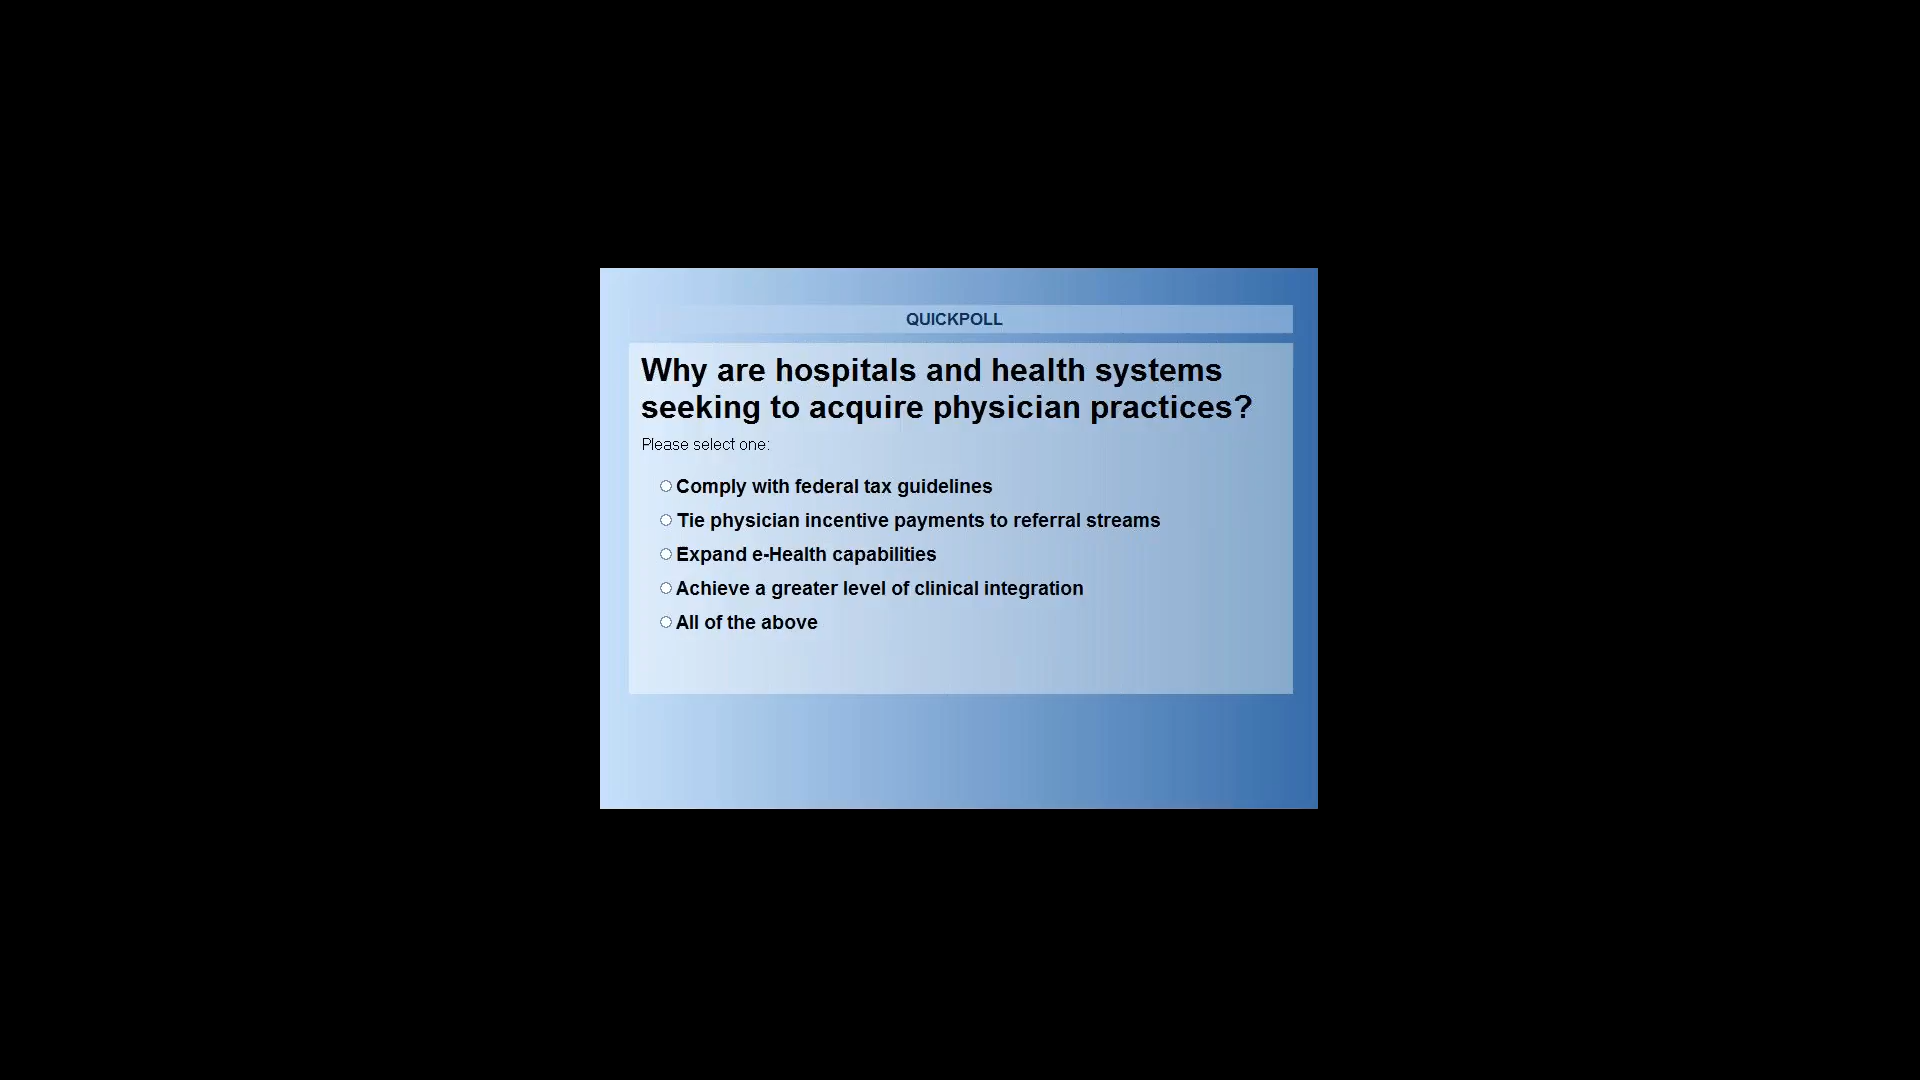 QUICKPOLL
Why are hospitals and health systems
seeking to acquire physician practices?
Please select one:
Comply with federal tax guidelines
Tie physician incentive payments to referral streams
Expand e-Health capabilities
Achieve a greater level of clinical integration
All of the above